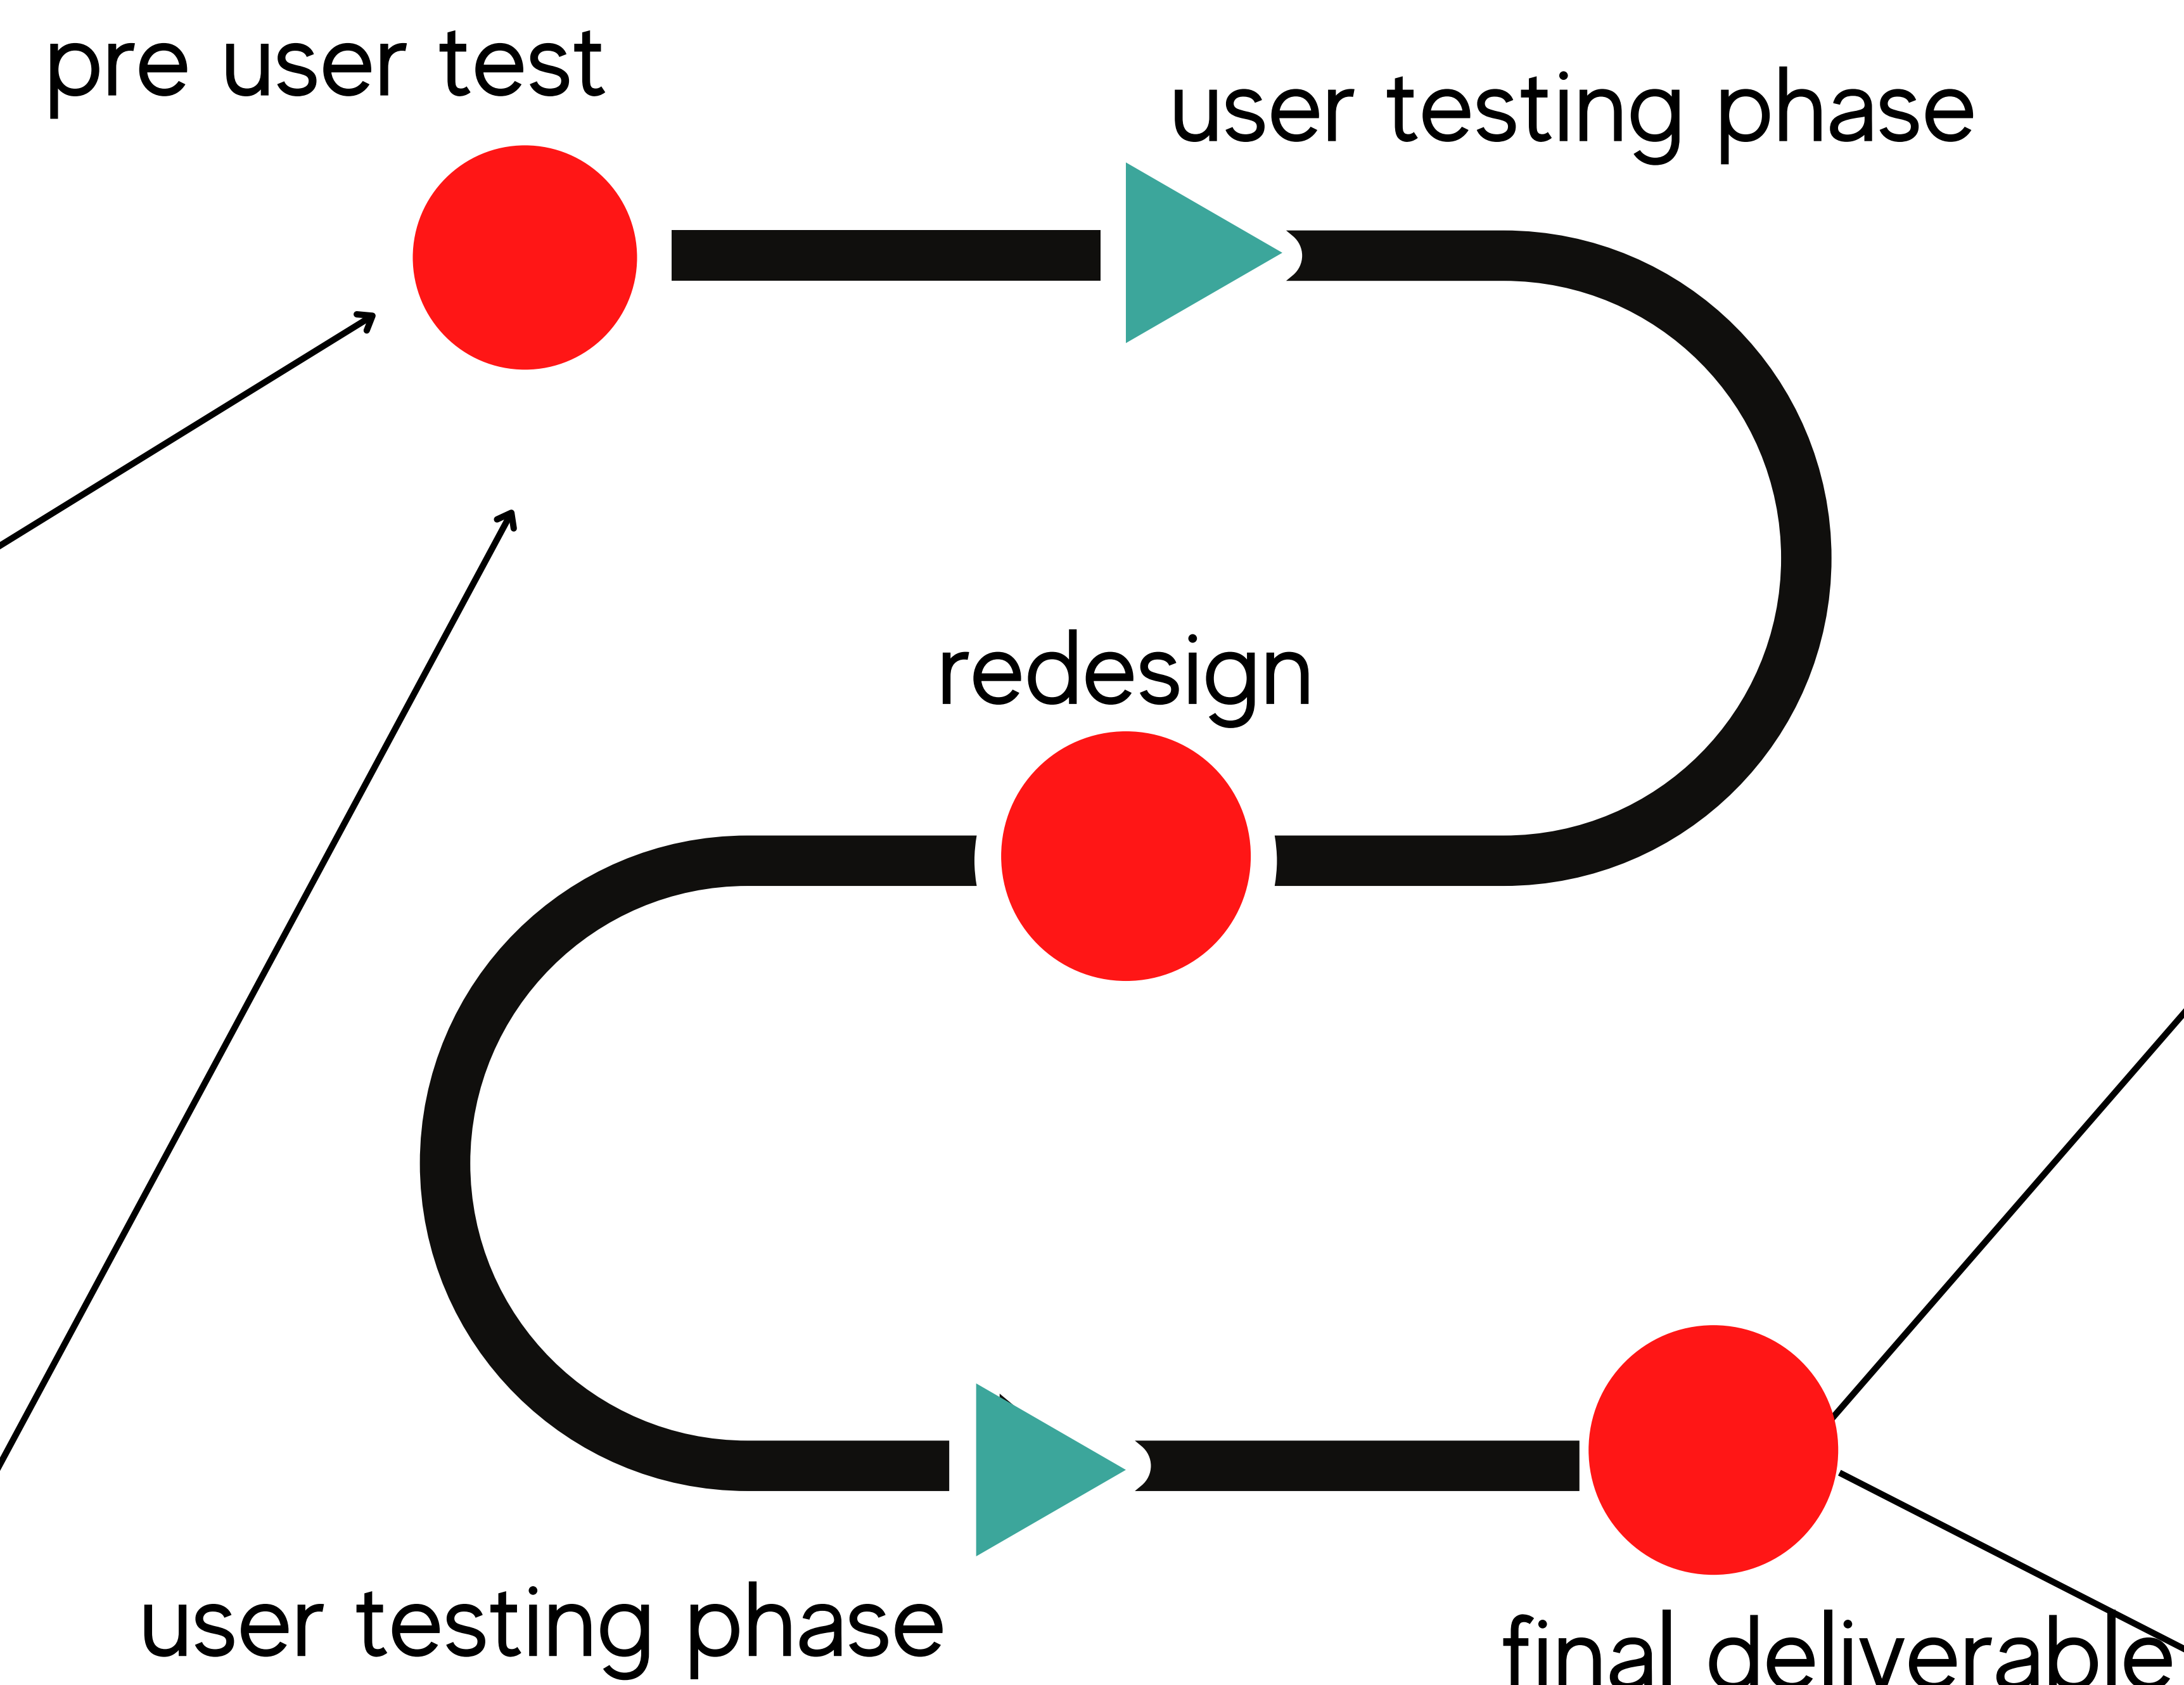 pre user test
user testing phase
redesign
user testing phase
final deliverable